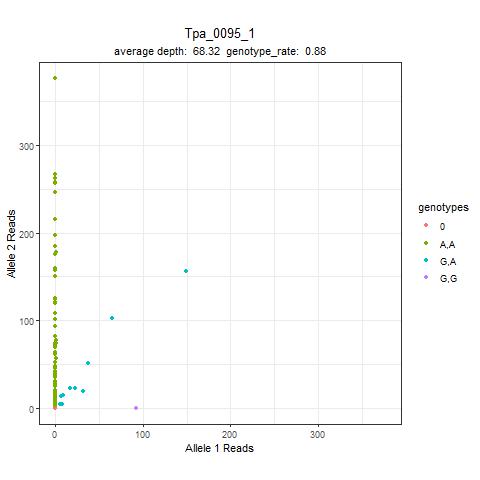 Tpa_0095_1
average depth: 68.32 genotype_rate: 0.88
300
200
100
0
Allele 2 Reads
0 100 200 300
Allele 1 Reads
genotypes
0
A,A
G,A
G,G